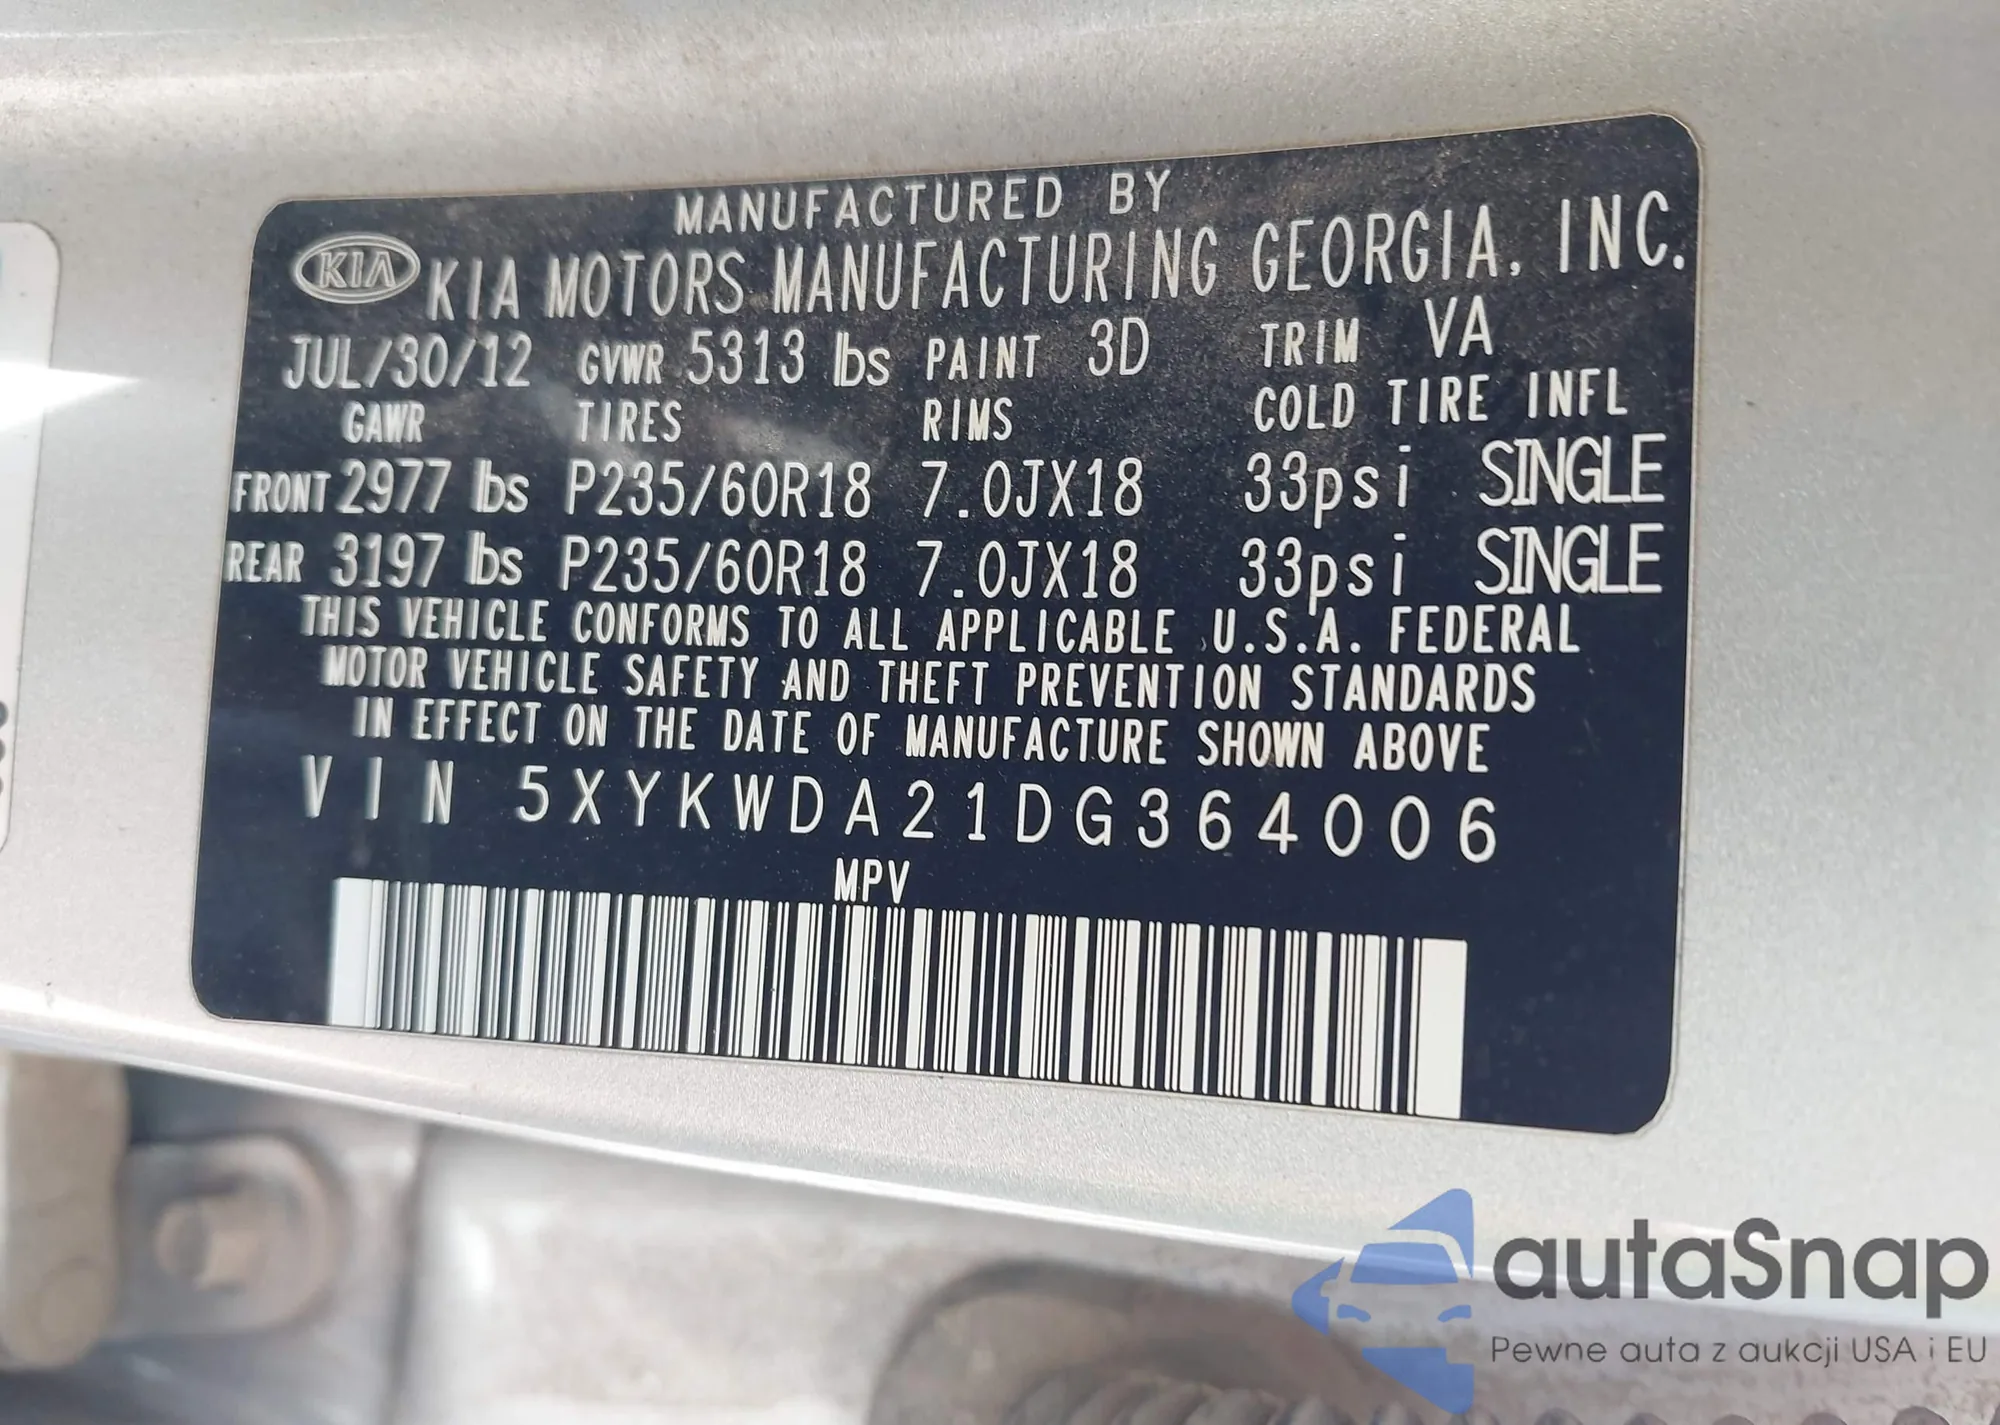 MANUFACTURED BY
KIA KIA MOTORS MANUFACTURING GEORGIA, INC.
JUL/30/12 GVWR 5313 lbs PAINT 3D TRIM VA
GAWR TIRES RIMS COLD TIRE INFL
FRONT 2977 lbs P235/60R18 7.0JX18 33psi SINGLE
REAR 3197 lbs P235/60R18 7.0JX18 33psi SINGLE
THIS VEHICLE CONFORMS TO ALL APPLICABLE U.S.A. FEDERAL
MOTOR VEHICLE SAFETY AND THEFT PREVENTION STANDARDS
IN EFFECT ON THE DATE OF MANUFACTURE SHOWN ABOVE
VIN 5XYKWDA21DG364006
MPV
autaSnap
Pewne auta z aukcji USA i EU